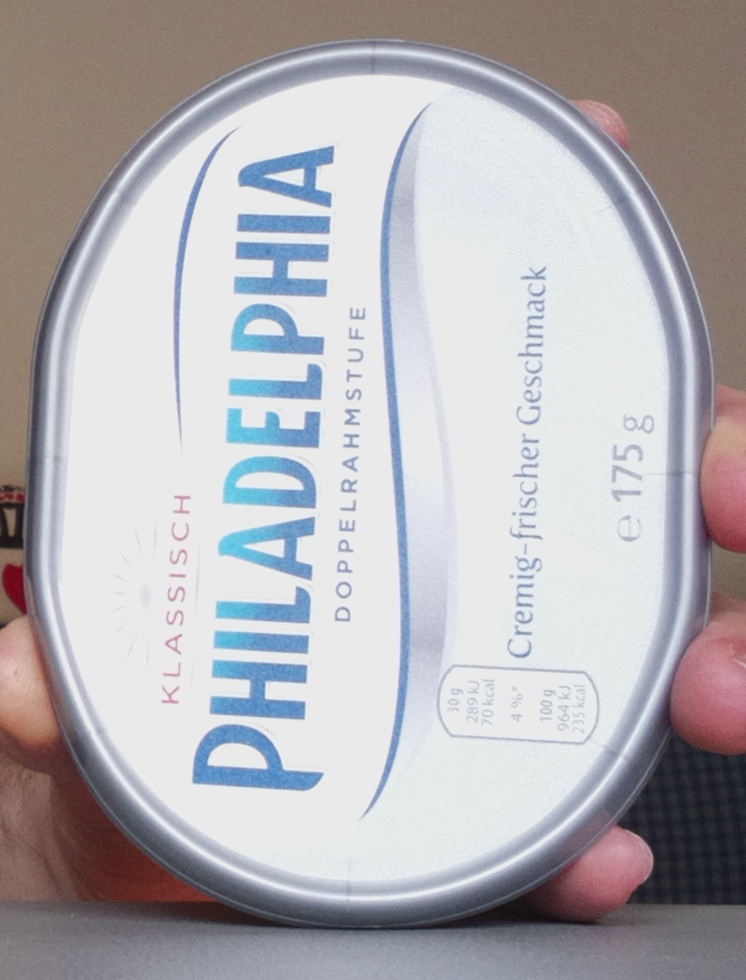 KLASSISCH
PHILADELPHIA
DOPPELRAHMSTUFE
Cremig-frischer Geschmack
30 g
289 kJ
70 kcal
4 %*
100 g
964 kJ
235 kcal
℮ 175 g